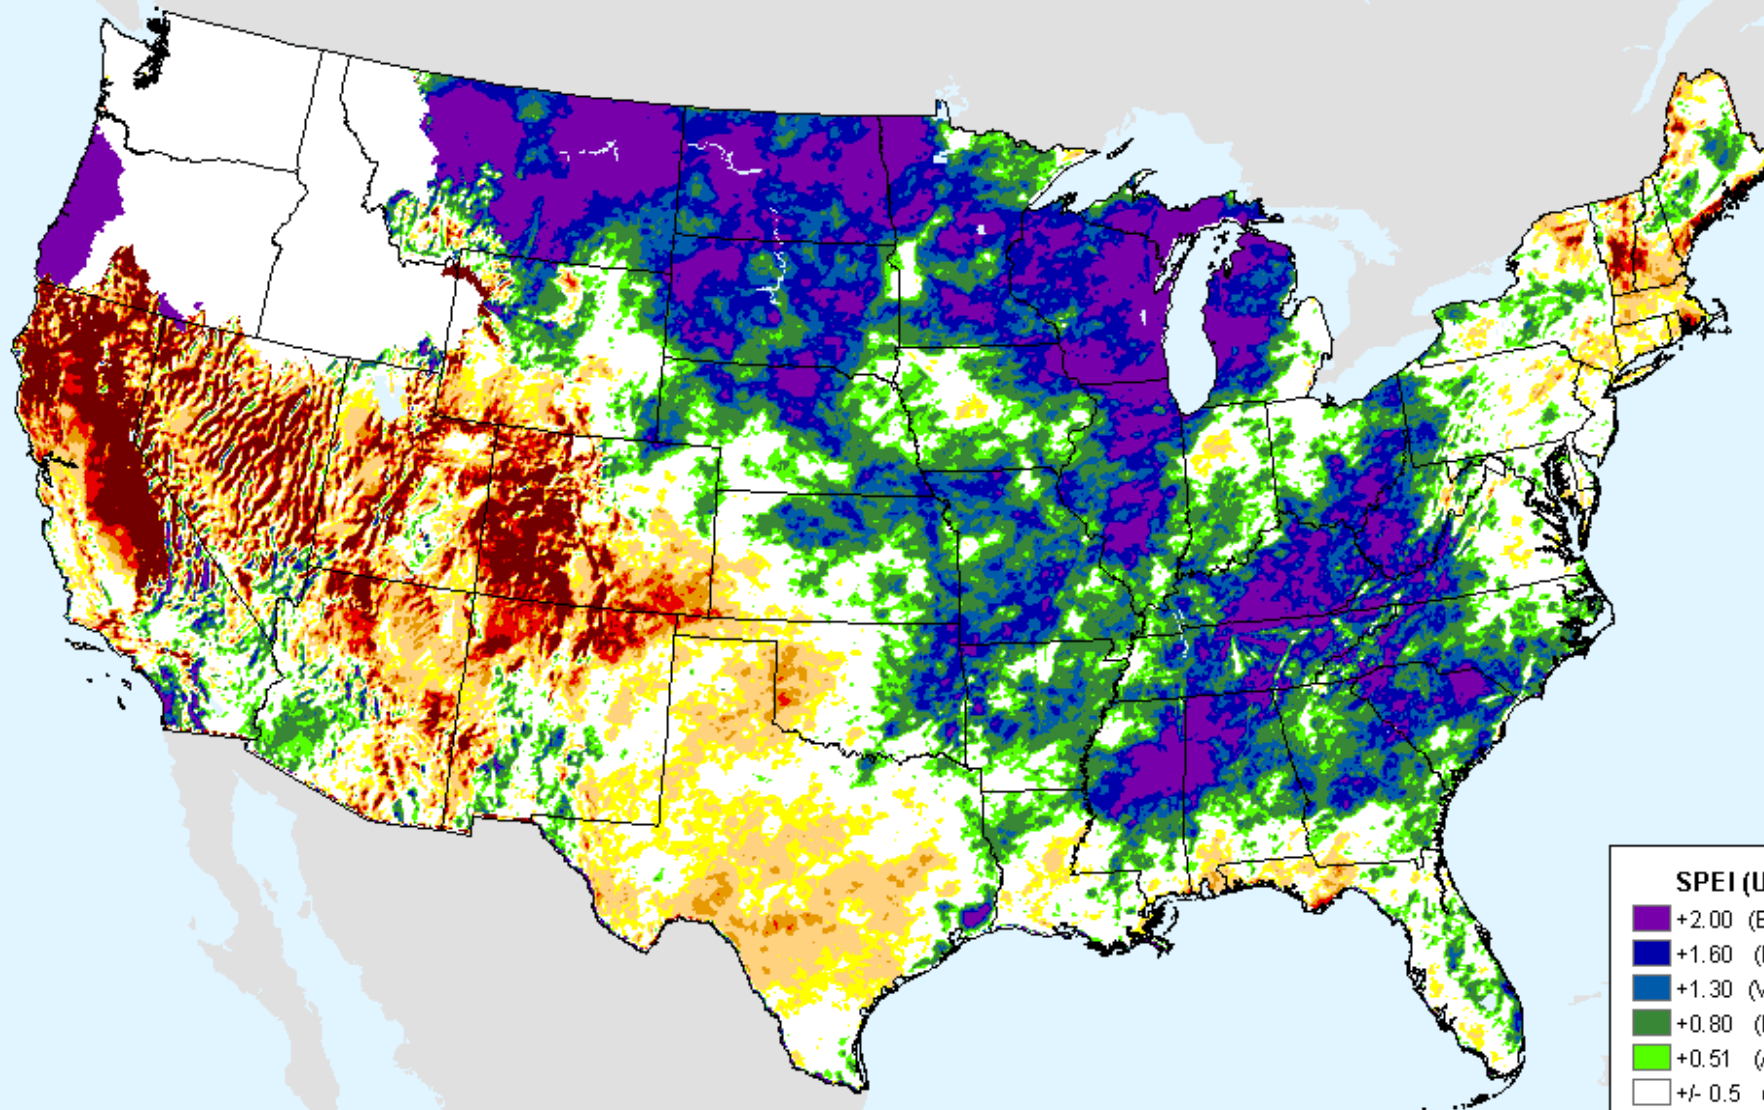 SPEI (U
+2.00 (E
+1.60 (
+1.30 (V
+0.80 (
+0.51 (
+/- 0.5